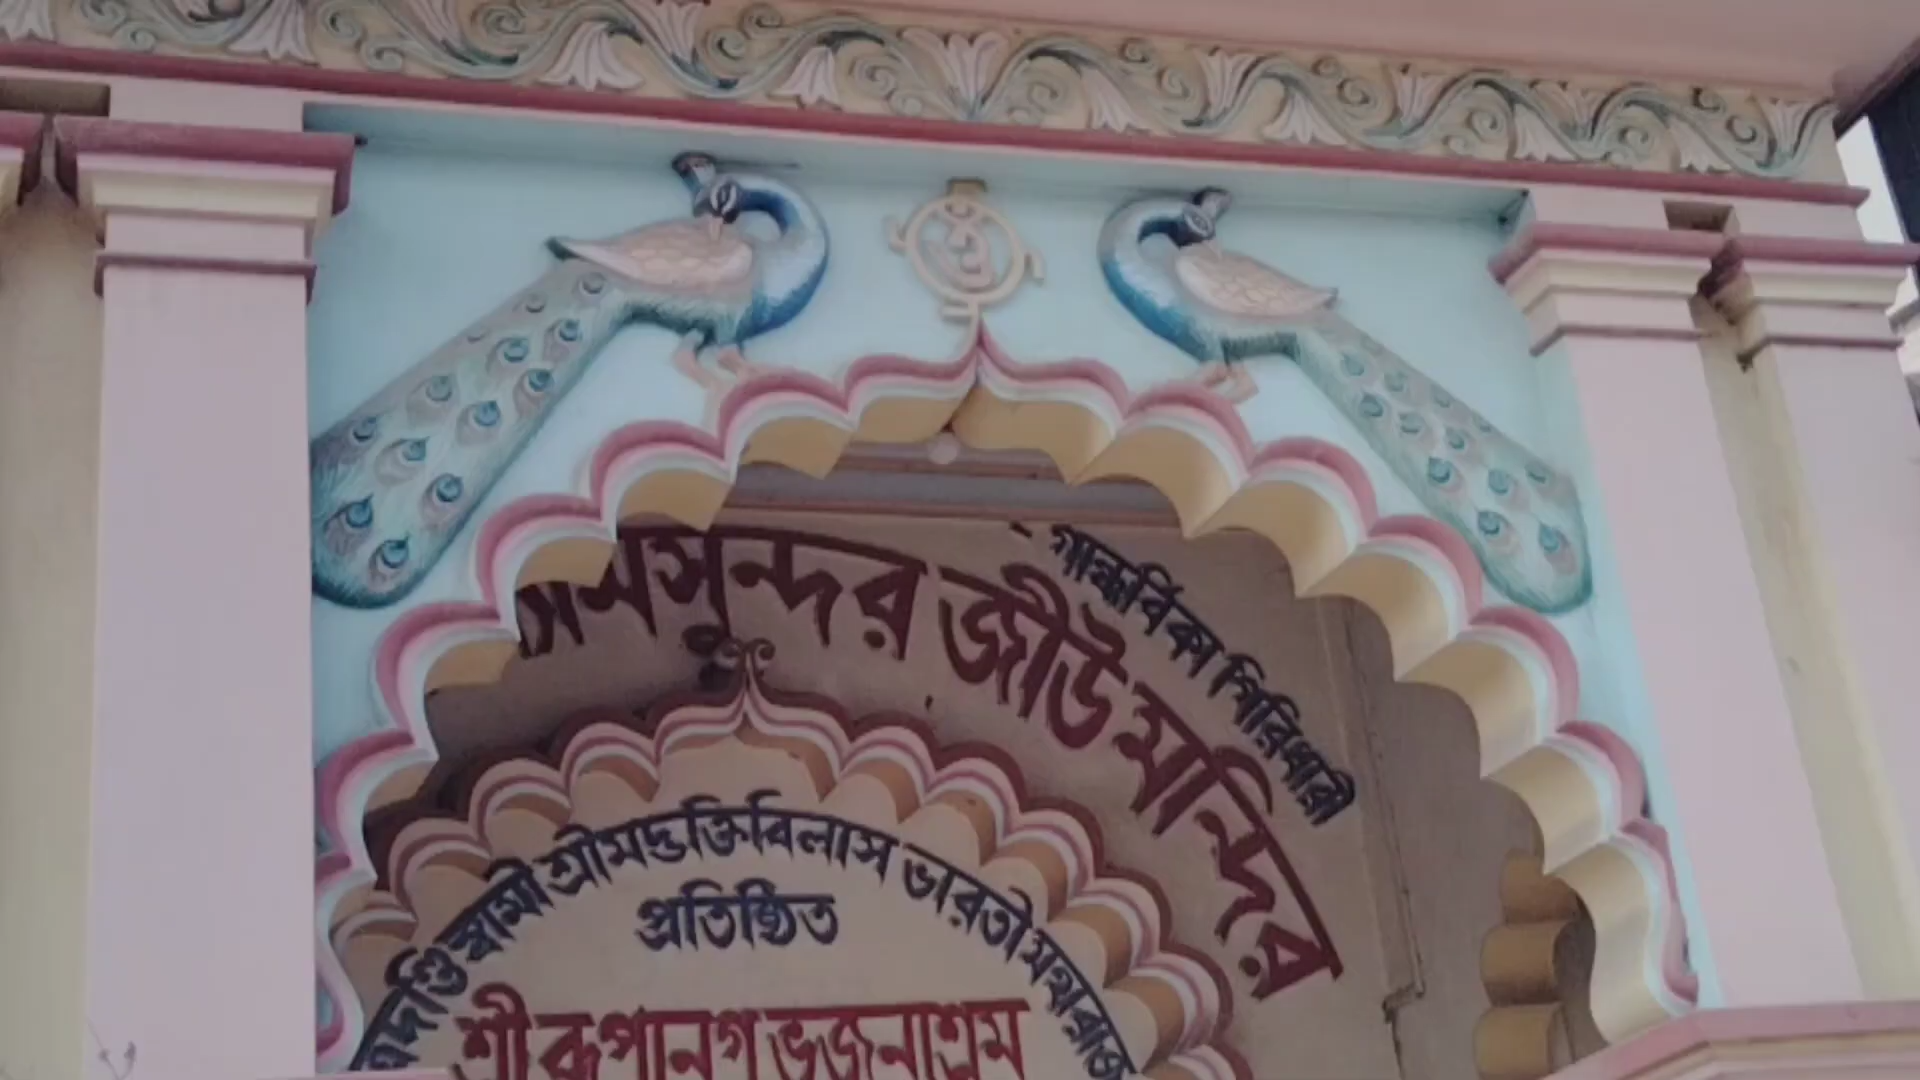 - গান্ধর্বিকা গিরিধারী
সুন্দর জীউ মন্দির
স্বামী শ্রীমদ্ভক্তিবিলাস ভারতী মহারাজ
প্রতিষ্ঠিত
শ্রী রূপানুগ ভজনাশ্রম